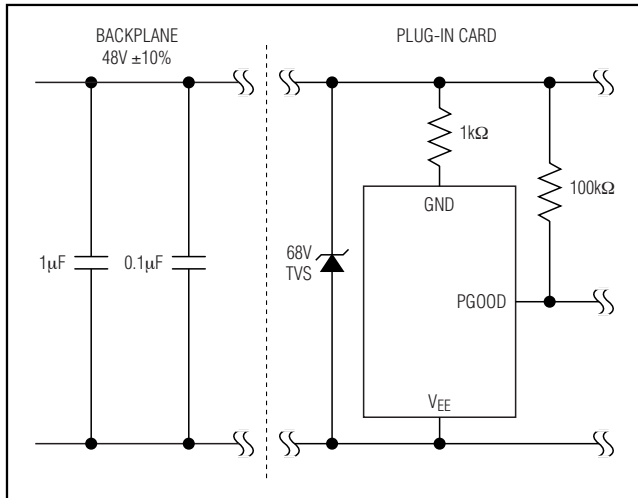 BACKPLANE
48V ±10%
PLUG-IN CARD
1kΩ
100kΩ
GND
1μF
0.1μF
68V
TVS
PGOOD
VEE